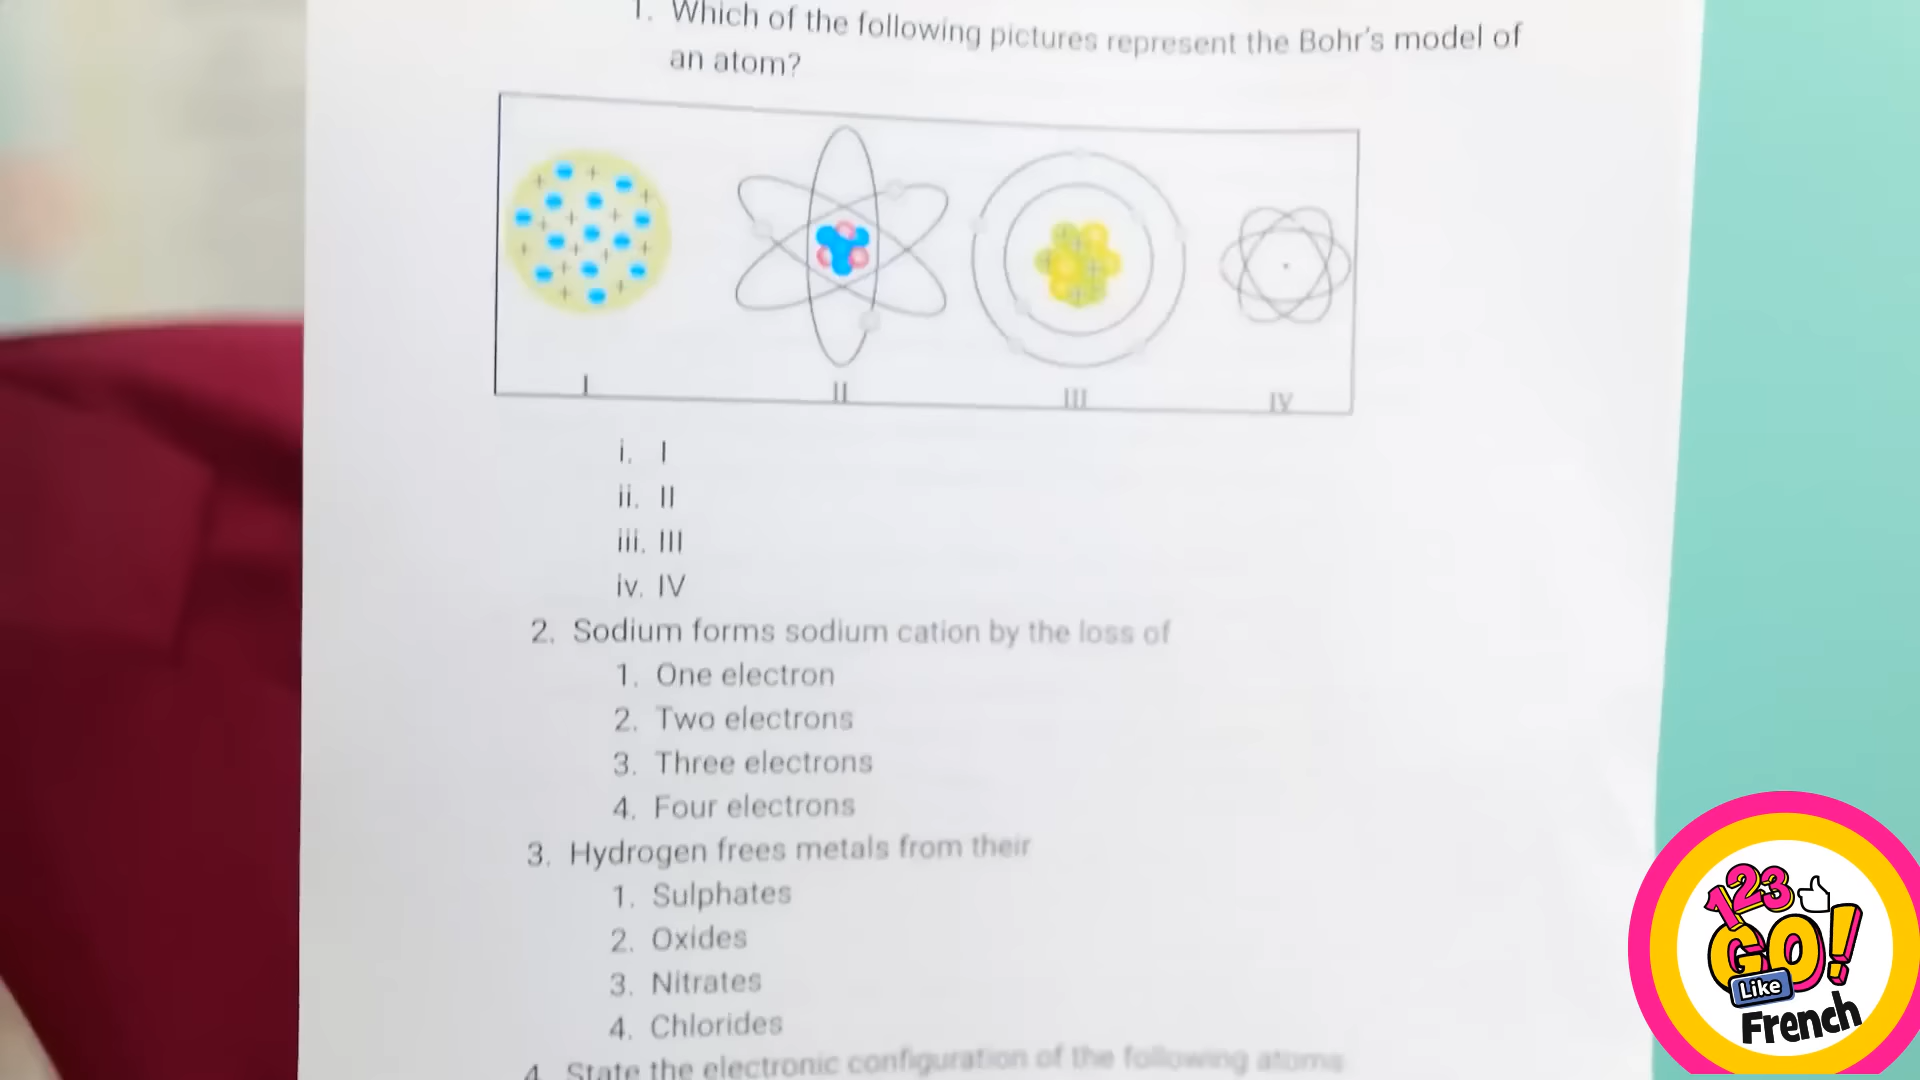 1. Which of the following pictures represent the Bohr's model of
an atom?
I II III IV
i. I
ii. II
iii. III
iv. IV
2. Sodium forms sodium cation by the loss of
1. One electron
2. Two electrons
3. Three electrons
4. Four electrons
3. Hydrogen frees metals from their
1. Sulphates
2. Oxides
3. Nitrates
4. Chlorides
4. State the electronic configuration of the following atoms
123
GO!
Like
French